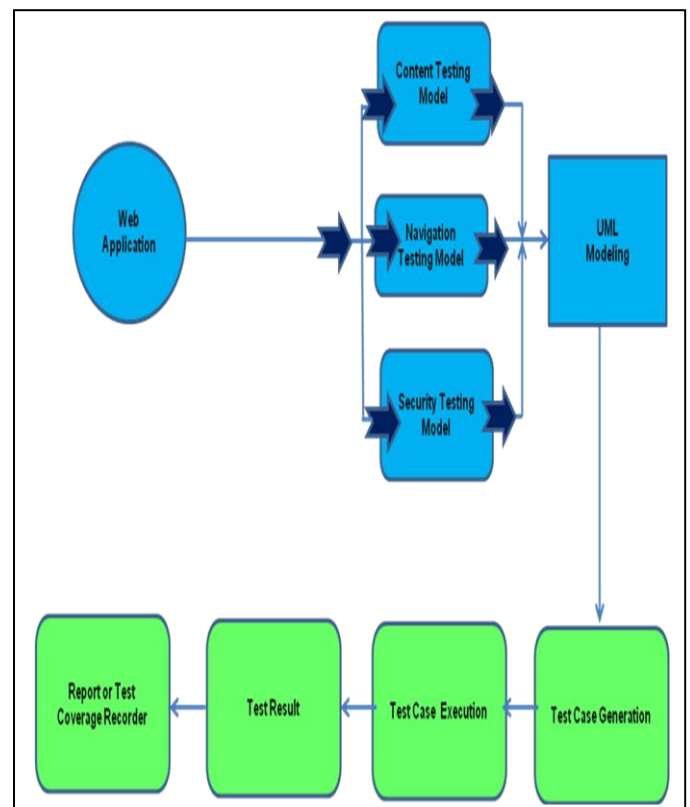 Content Testing
Model
Web
Application
Navigation
Testing Model
UML
Modeling
Security Testing
Model
Report or Test
Coverage Recorder
Test Result
Test Case Execution
Test Case Generation